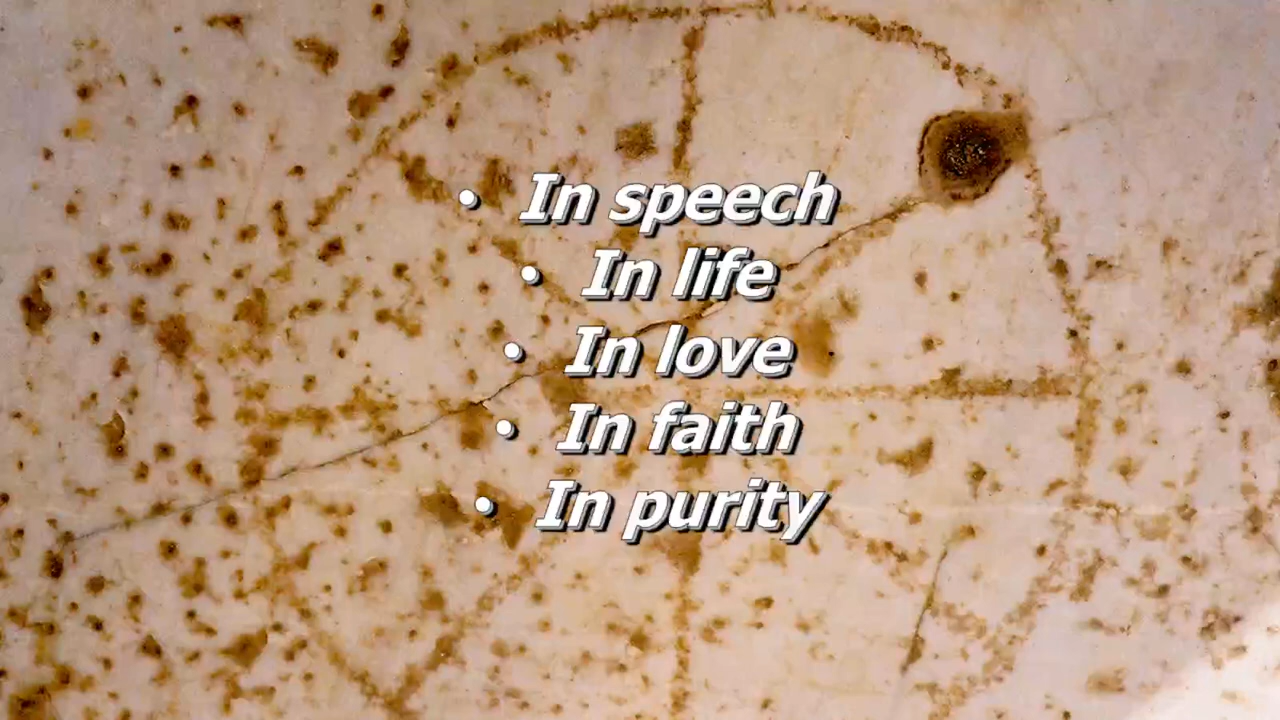 • In speech
• In life
• In love
• In faith
• In purity